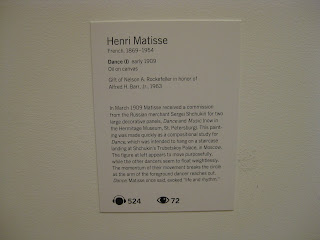 Henri Matisse
French, 1869–1954
Dance (I) early 1909
Oil on canvas
Gift of Nelson A. Rockefeller in honor of
Alfred H. Barr, Jr., 1963
In March 1909 Matisse received a commission
from the Russian merchant Sergei Shchukin for two
large decorative panels, Dance and Music (now in
the Hermitage Museum, St. Petersburg). This paint-
ing was made quickly as a compositional study for
Dance, which was intended to hang on a staircase
landing at Shchukin's Trubetskoy Palace, in Moscow.
The figure at left appears to move purposefully,
while the other dancers seem to float weightlessly.
The momentum of their movement breaks the circle
as the arm of the foreground dancer reaches out.
Dance, Matisse once said, evoked "life and rhythm."
524 72